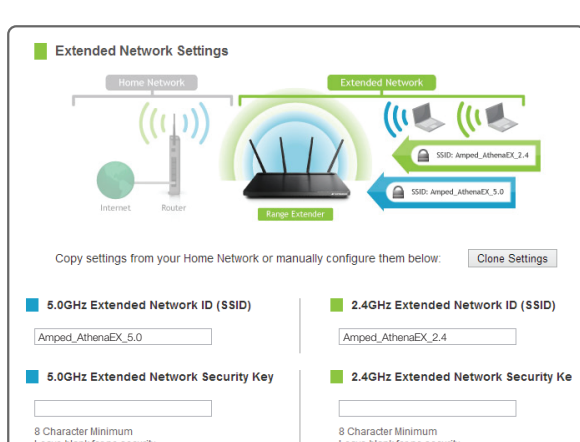 Extended Network Settings
Home Network
Extended Network
SSID: Amped_AthenaEX_2.4
SSID: Amped_AthenaEX_5.0
Internet
Router
Range Extender
Copy settings from your Home Network or manually configure them below:
Clone Settings
5.0GHz Extended Network ID (SSID)
2.4GHz Extended Network ID (SSID)
Amped_AthenaEX_5.0
Amped_AthenaEX_2.4
5.0GHz Extended Network Security Key
2.4GHz Extended Network Security Ke
8 Character Minimum
8 Character Minimum